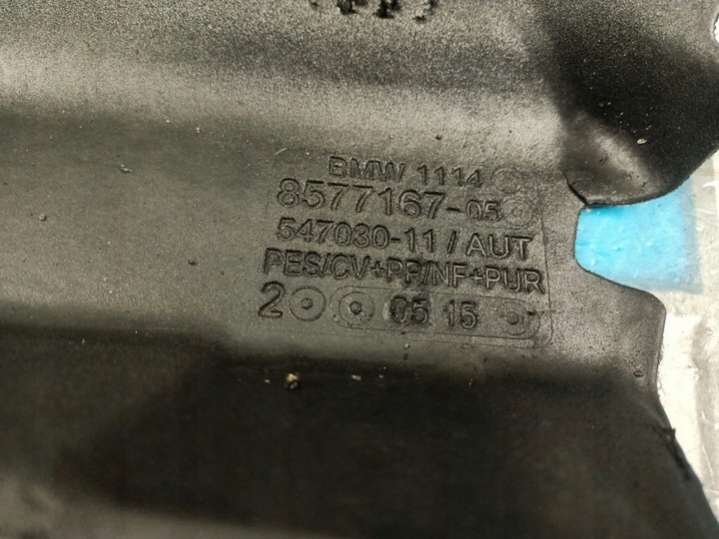 BMW 1114
8577167-05
547030-11 / AUT
PES/CV+PP/NF+PUR
2 05 15